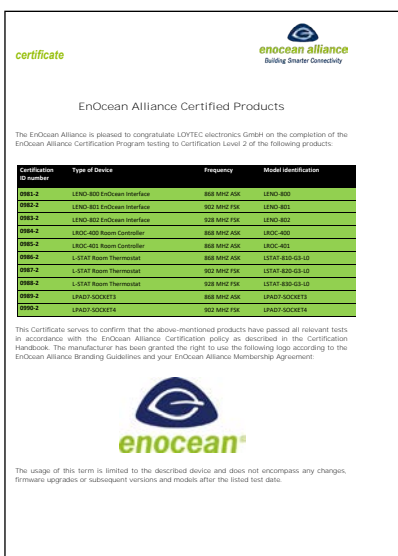 certificate
enocean alliance
Building Smarter Connectivity
EnOcean Alliance Certified Products
The EnOcean Alliance is pleased to congratulate LOYTEC electronics GmbH on the completion of the
EnOcean Alliance Certification Program testing to Certification Level 2 of the following products:
Certification ID number Type of Device Frequency Model identification
0981-2 LENO-800 EnOcean Interface 868 MHZ ASK LENO-800
0982-2 LENO-801 EnOcean Interface 902 MHZ FSK LENO-801
0983-2 LENO-802 EnOcean Interface 928 MHZ FSK LENO-802
0984-2 LROC-400 Room Controller 868 MHZ ASK LROC-400
0985-2 LROC-401 Room Controller 868 MHZ ASK LROC-401
0986-2 L-STAT Room Thermostat 868 MHZ ASK LSTAT-810-G3-L0
0987-2 L-STAT Room Thermostat 902 MHZ FSK LSTAT-820-G3-L0
0988-2 L-STAT Room Thermostat 928 MHZ FSK LSTAT-830-G3-L0
0989-2 LPAD7-SOCKET3 868 MHZ ASK LPAD7-SOCKET3
0990-2 LPAD7-SOCKET4 902 MHZ FSK LPAD7-SOCKET4
This Certificate serves to confirm that the above-mentioned products have passed all relevant tests
in accordance with the EnOcean Alliance Certification policy as described in the Certification
Handbook. The manufacturer has been granted the right to use the following logo according to the
EnOcean Alliance Branding Guidelines and your EnOcean Alliance Membership Agreement:
enocean®
The usage of this term is limited to the described device and does not encompass any changes,
firmware upgrades or subsequent versions and models after the listed test date.